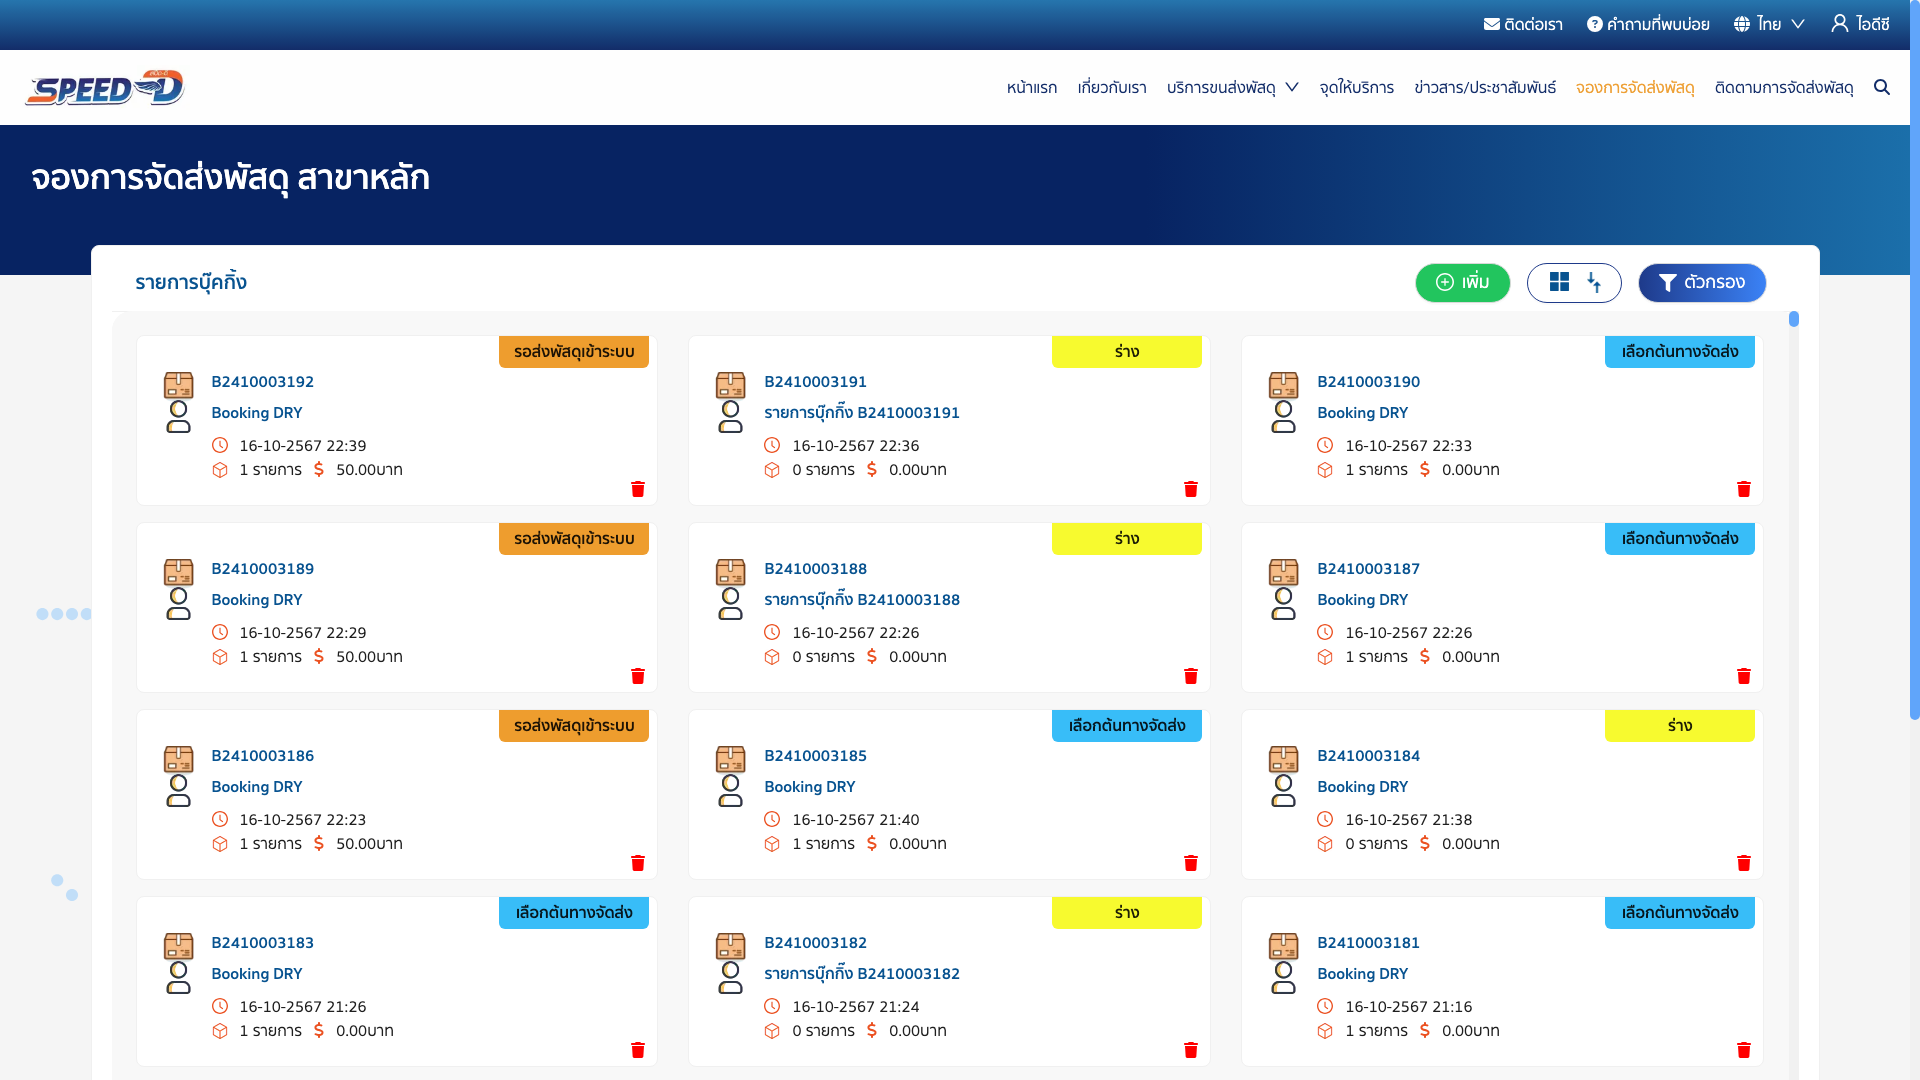 ติดต่อเรา คำถามที่พบบ่อย ไทย ไอดีซี
SPEED-D
หน้าแรก เกี่ยวกับเรา บริการขนส่งพัสดุ จุดให้บริการ ข่าวสาร/ประชาสัมพันธ์ จองการจัดส่งพัสดุ ติดตามการจัดส่งพัสดุ
จองการจัดส่งพัสดุ สาขาหลัก
รายการบุ๊คกิ้ง
เพิ่ม
ตัวกรอง
รอส่งพัสดุเข้าระบบ
B2410003192
Booking DRY
16-10-2567 22:39
1 รายการ $ 50.00บาท
ร่าง
B2410003191
รายการบุ๊กกิ๊ง B2410003191
16-10-2567 22:36
0 รายการ $ 0.00บาท
เลือกต้นทางจัดส่ง
B2410003190
Booking DRY
16-10-2567 22:33
1 รายการ $ 0.00บาท
รอส่งพัสดุเข้าระบบ
B2410003189
Booking DRY
16-10-2567 22:29
1 รายการ $ 50.00บาท
ร่าง
B2410003188
รายการบุ๊กกิ๊ง B2410003188
16-10-2567 22:26
0 รายการ $ 0.00บาท
เลือกต้นทางจัดส่ง
B2410003187
Booking DRY
16-10-2567 22:26
1 รายการ $ 0.00บาท
รอส่งพัสดุเข้าระบบ
B2410003186
Booking DRY
16-10-2567 22:23
1 รายการ $ 50.00บาท
เลือกต้นทางจัดส่ง
B2410003185
Booking DRY
16-10-2567 21:40
1 รายการ $ 0.00บาท
ร่าง
B2410003184
Booking DRY
16-10-2567 21:38
0 รายการ $ 0.00บาท
เลือกต้นทางจัดส่ง
B2410003183
Booking DRY
16-10-2567 21:26
1 รายการ $ 0.00บาท
ร่าง
B2410003182
รายการบุ๊กกิ๊ง B2410003182
16-10-2567 21:24
0 รายการ $ 0.00บาท
เลือกต้นทางจัดส่ง
B2410003181
Booking DRY
16-10-2567 21:16
1 รายการ $ 0.00บาท